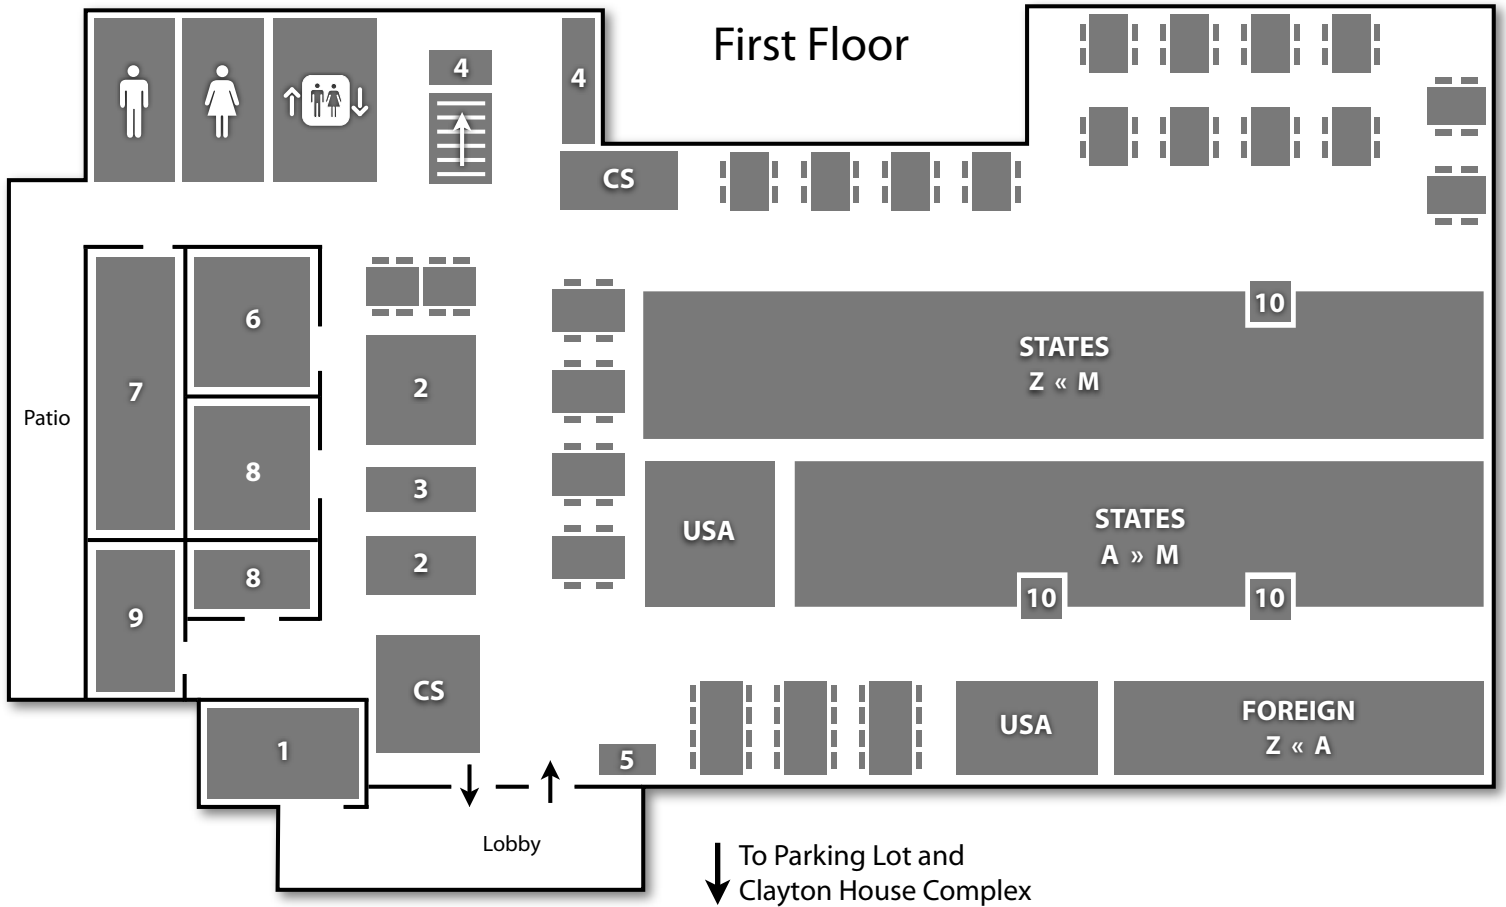 First Floor
4
4
CS
10
6
STATES
Z « M
2
7
Patio
8
3
STATES
A » M
USA
2
8
10
10
9
CS
FOREIGN
Z « A
USA
1
5
Lobby
To Parking Lot and
Clayton House Complex